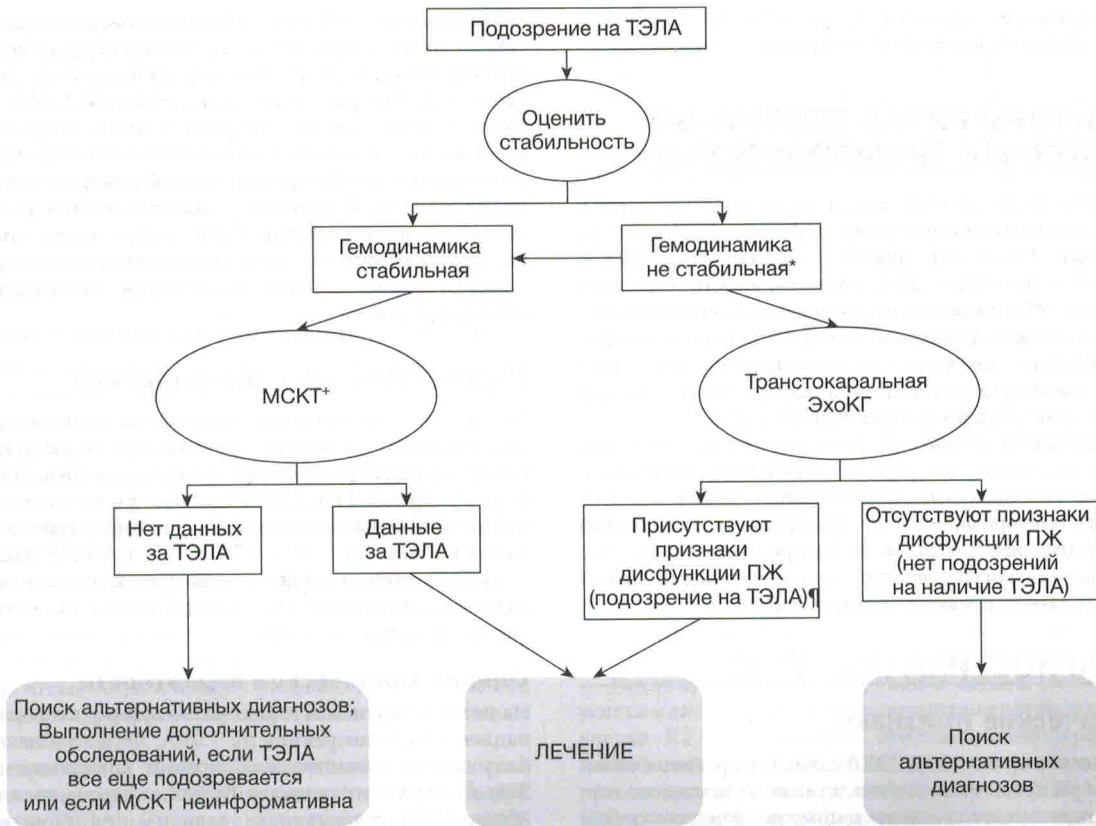 Подозрение на ТЭЛА
Оценить
стабильность
Гемодинамика
стабильная
Гемодинамика
не стабильная*
МСКТ⁺
Транстокаральная
ЭхоКГ
Нет данных
за ТЭЛА
Данные
за ТЭЛА
Присутствуют
признаки
дисфункции ПЖ
(подозрение на ТЭЛА)¶
Отсутствуют признаки
дисфункции ПЖ
(нет подозрений
на наличие ТЭЛА)
Поиск альтернативных диагнозов;
Выполнение дополнительных
обследований, если ТЭЛА
все еще подозревается
или если МСКТ неинформативна
ЛЕЧЕНИЕ
Поиск
альтернативных
диагнозов